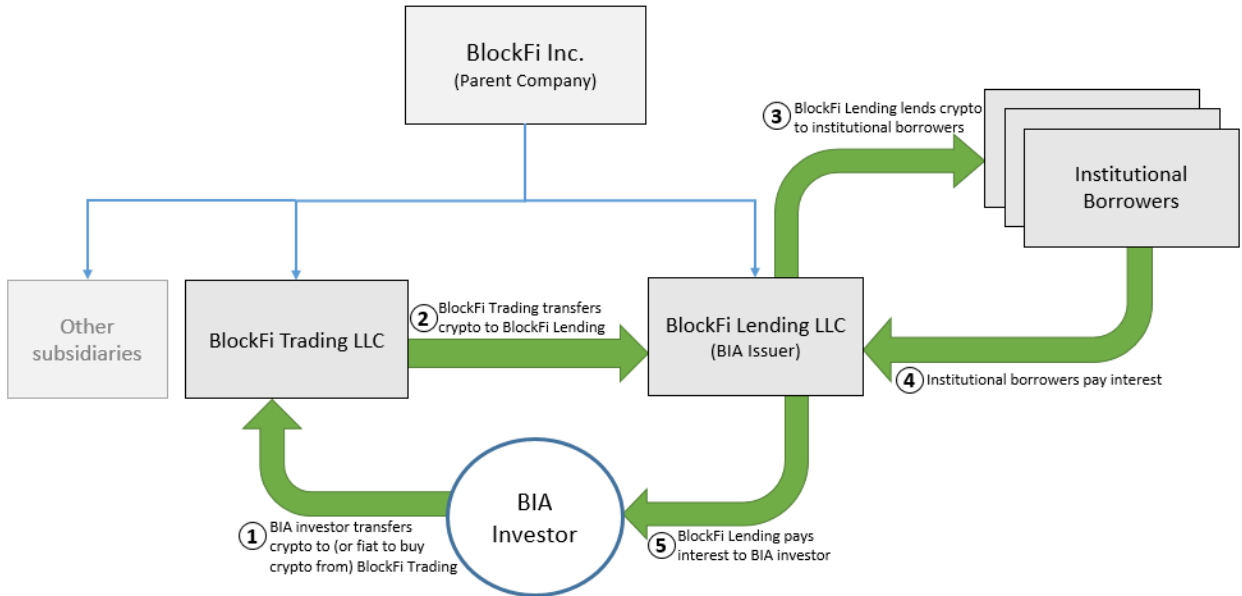 BlockFi Inc.
(Parent Company)
3
BlockFi Lending lends crypto
to institutional borrowers
Institutional
Borrowers
Other
subsidiaries
BlockFi Trading LLC
2
BlockFi Trading transfers
crypto to BlockFi Lending
BlockFi Lending LLC
(BIA Issuer)
4
Institutional borrowers pay interest
1
BIA investor transfers
crypto to (or fiat to buy
crypto from) BlockFi Trading
BIA
Investor
5
BlockFi Lending pays
interest to BIA investor